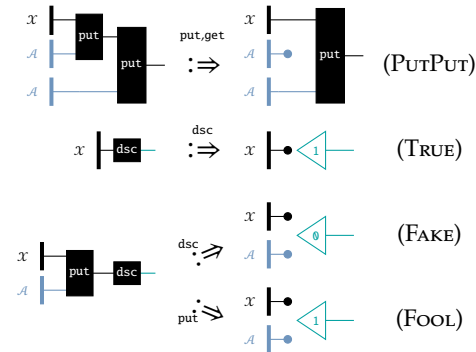 𝒳 put put,get 𝒳
𝒜 put :⇒ 𝒜 put (PutPut)
𝒜 𝒜
dsc
𝒳 dsc :⇒ 𝒳 1 (True)
𝒳 0 (Fake)
dsc 𝒜
𝒳 put dsc :⇒
𝒜 :⇒ 𝒳
put 1 (Fool)
𝒜